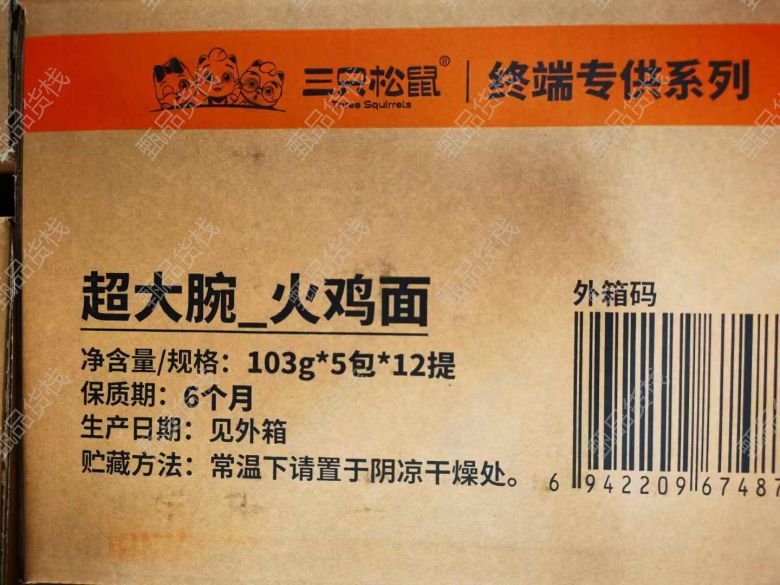 三只松鼠® | 终端专供系列
Three Squirrels
超大腕_火鸡面
净含量/规格：103g*5包*12提
保质期：6个月
生产日期：见外箱
贮藏方法：常温下请置于阴凉干燥处。
外箱码
6 942209 67487
甄品货栈